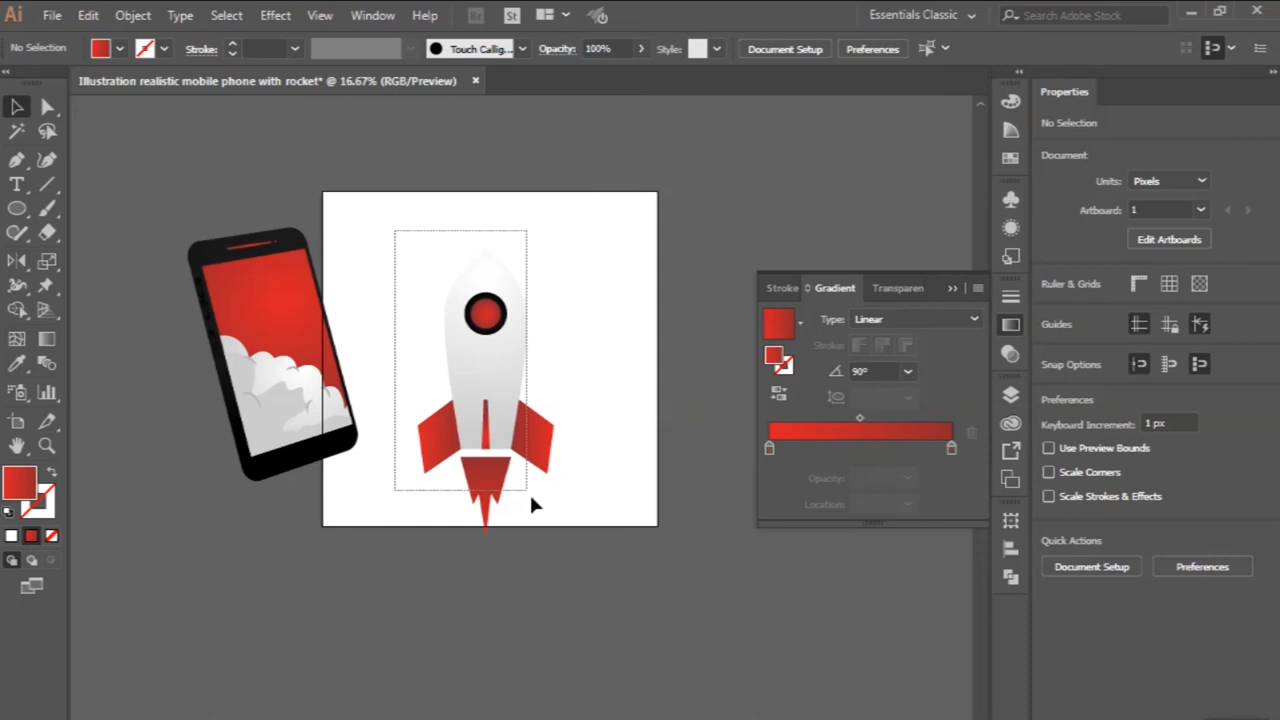 Ai File Edit Object Type Select Effect View Window Help Br St Essentials Classic Search Adobe Stock
No Selection Stroke: Touch Callig... Opacity: 100% Style: Document Setup Preferences
Illustration realistic mobile phone with rocket* @ 16.67% (RGB/Preview)
Properties
No Selection
Document
Units: Pixels
Artboard: 1
Edit Artboards
Ruler & Grids
Guides
Snap Options
Preferences
Keyboard Increment: 1 px
Use Preview Bounds
Scale Corners
Scale Strokes & Effects
Quick Actions
Document Setup Preferences
Stroke Gradient Transparen
Type: Linear
Stroke:
90°
Opacity:
Location: